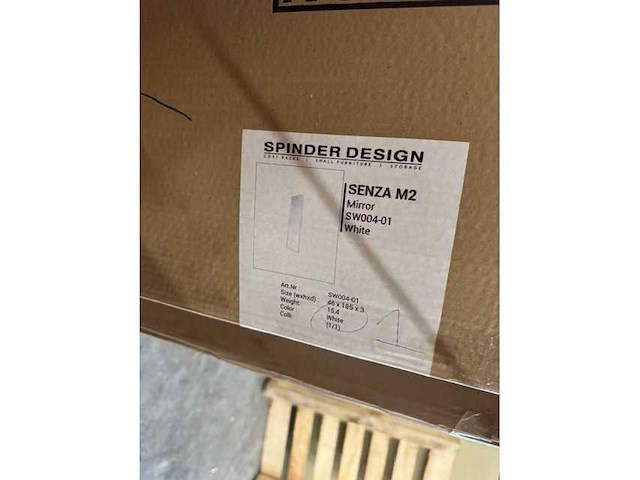 SPINDER DESIGN
COAT RACKS | SMALL FURNITURE | STORAGE
SENZA M2
Mirror
SW004-01
White
Art.Nr SW004-01
Size (wxhxd) : 46 x 185 x 3
Weight: 15,4
Color : White
Colli: (1/1)
1